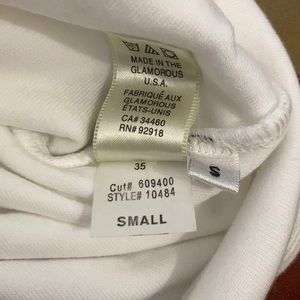 MADE IN THE
GLAMOROUS
U.S.A.
FABRIQUÉ AUX
GLAMOROUS
ÉTATS-UNIS
CA# 34460
RN# 92918
35
Cut# 609400
STYLE# 10484
SMALL
S